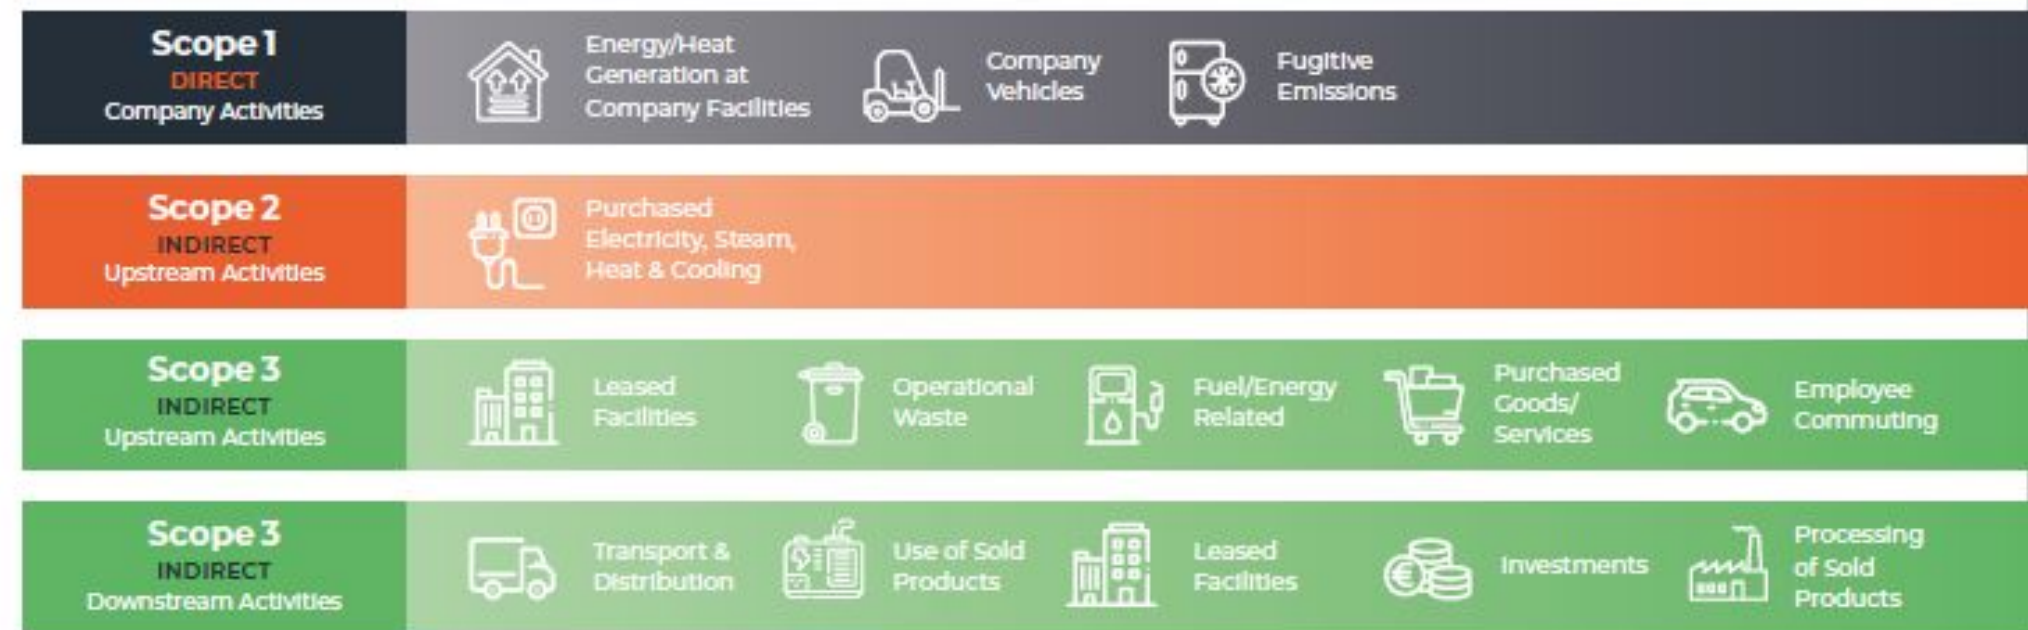 Scope 1
DIRECT
Company Activities
Energy/Heat
Generation at
Company Facilities
Company
Vehicles
Fugitive
Emissions
Scope 2
INDIRECT
Upstream Activities
Purchased
Electricity, Steam,
Heat & Cooling
Scope 3
INDIRECT
Upstream Activities
Leased
Facilities
Operational
Waste
Fuel/Energy
Related
Purchased
Goods/
Services
Employee
Commuting
Scope 3
INDIRECT
Downstream Activities
Transport &
Distribution
Use of Sold
Products
Leased
Facilities
Investments
Processing
of Sold
Products